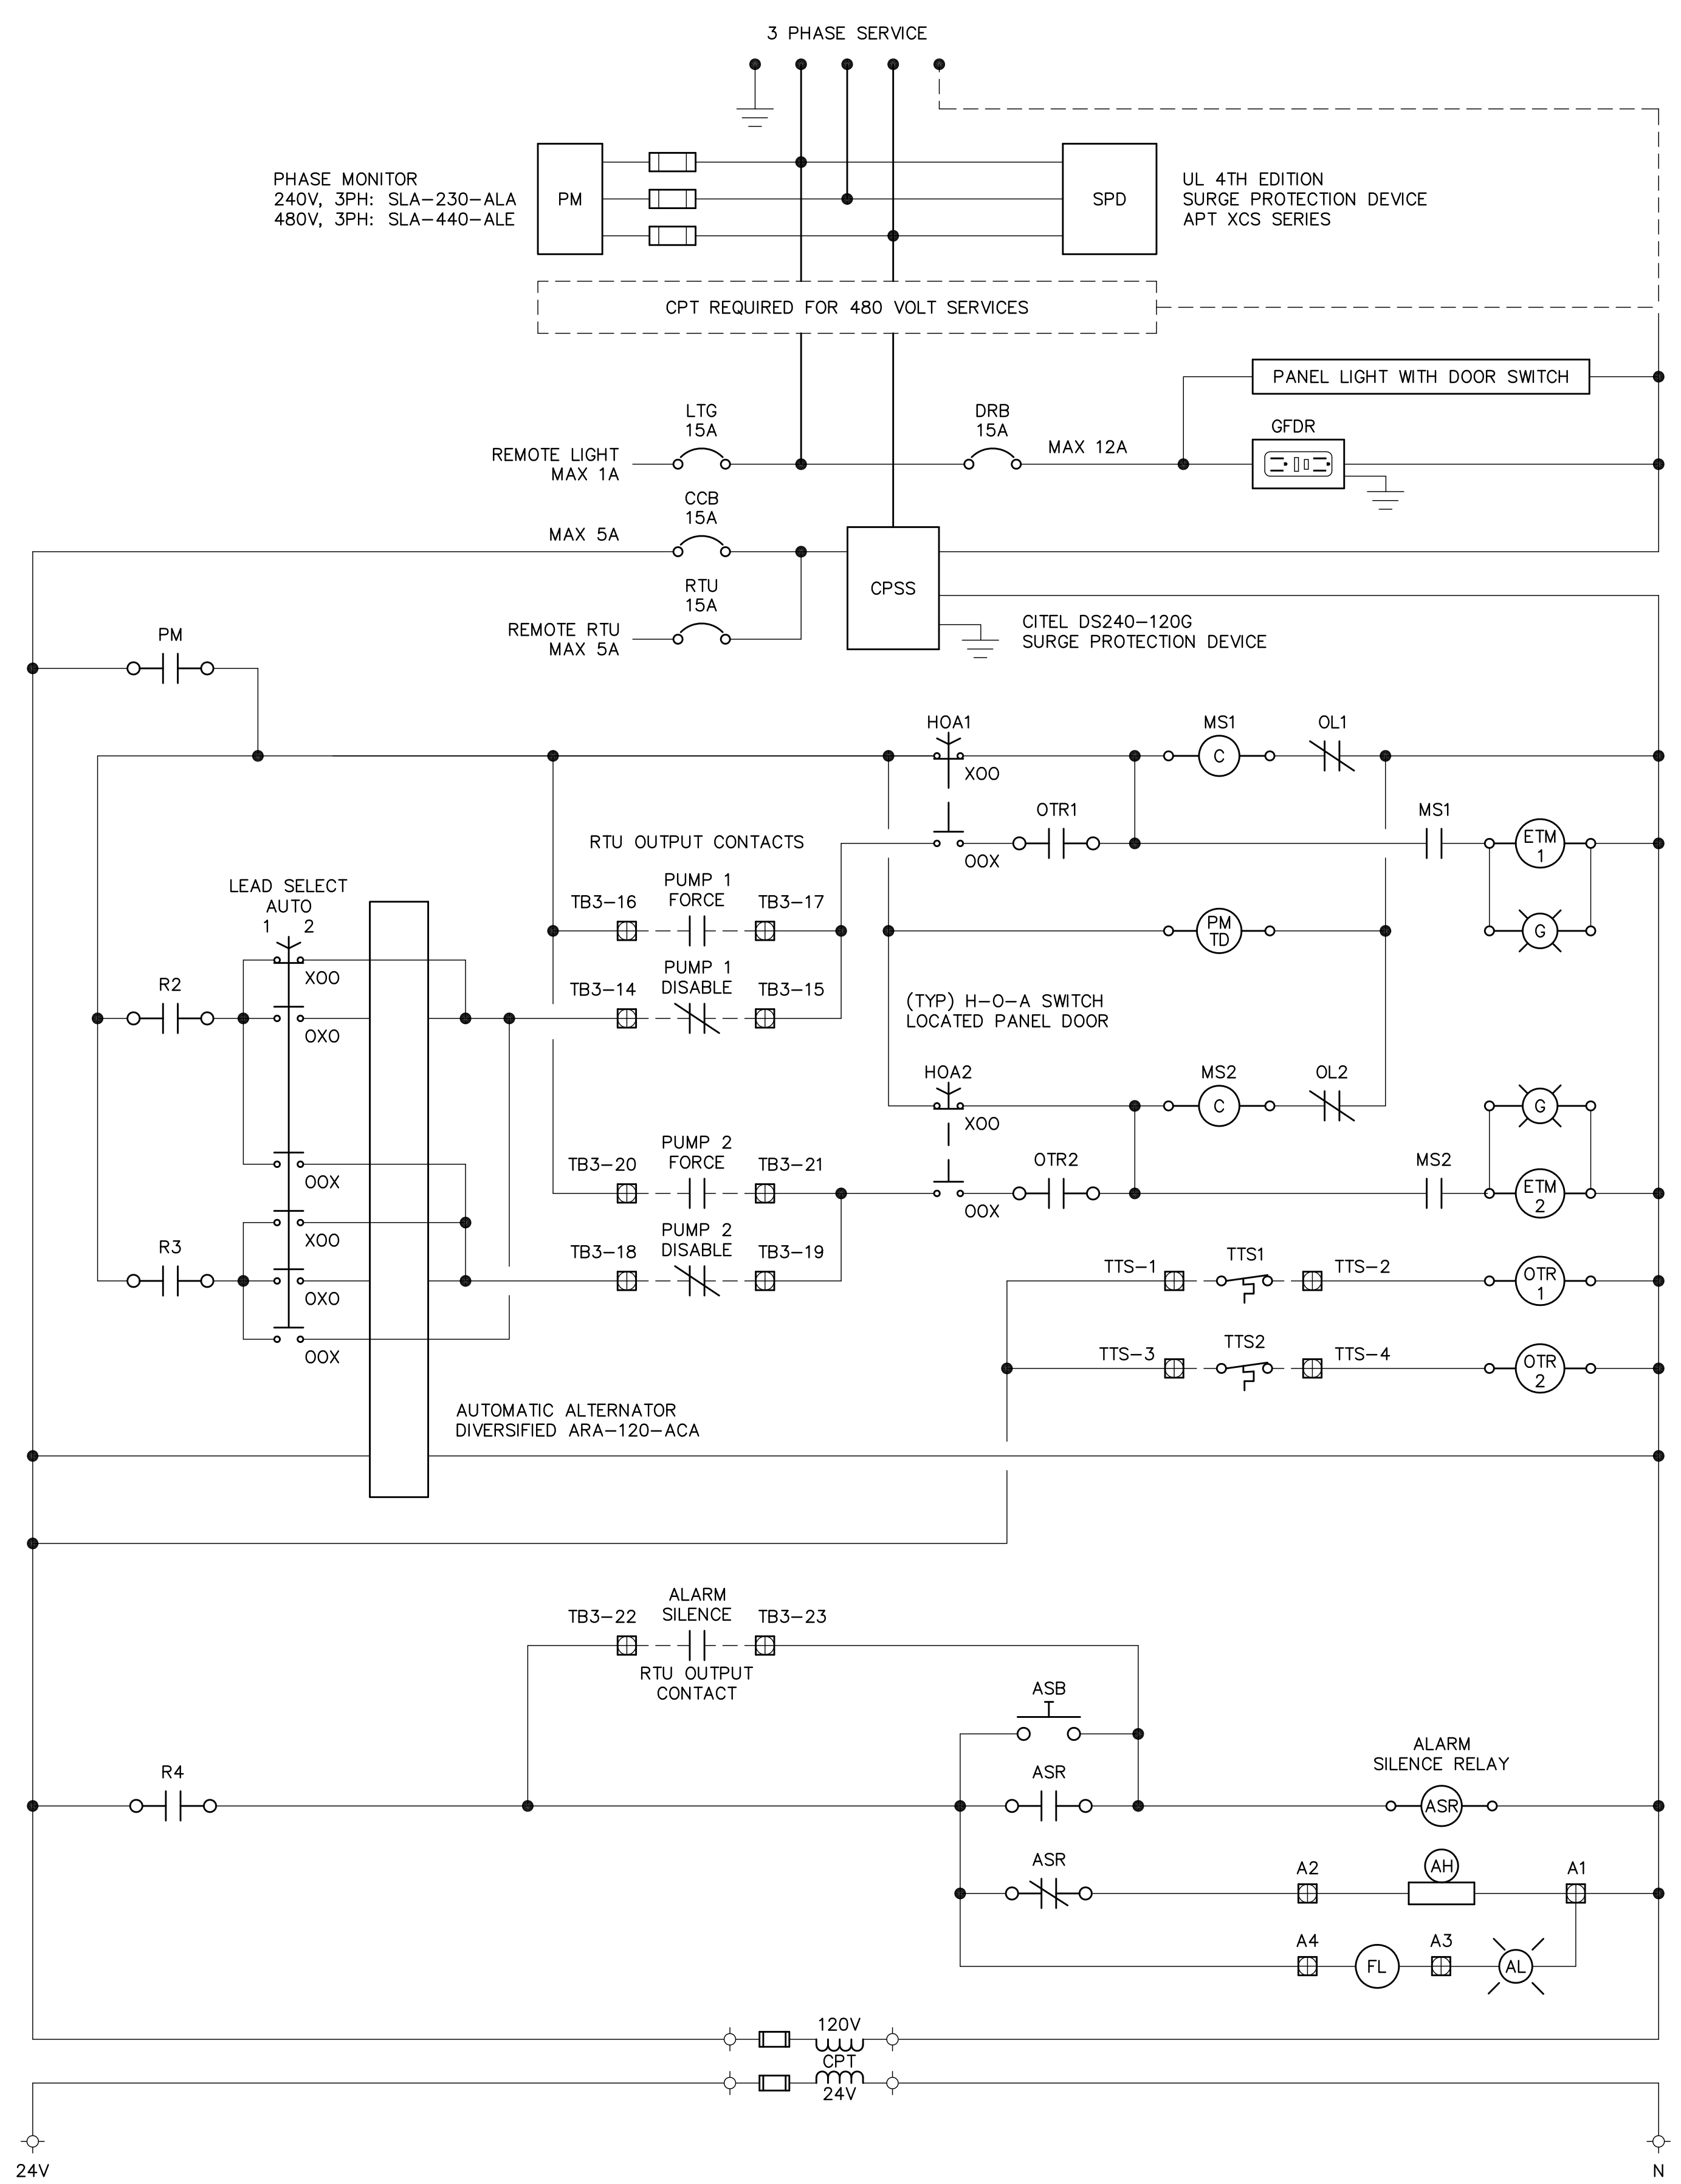 3 PHASE SERVICE
PHASE MONITOR
240V, 3PH: SLA-230-ALA
480V, 3PH: SLA-440-ALE
PM
SPD
UL 4TH EDITION
SURGE PROTECTION DEVICE
APT XCS SERIES
CPT REQUIRED FOR 480 VOLT SERVICES
PANEL LIGHT WITH DOOR SWITCH
LTG
15A
DRB
15A
GFDR
REMOTE LIGHT
MAX 1A
MAX 12A
CCB
15A
MAX 5A
CPSS
RTU
15A
REMOTE RTU
MAX 5A
CITEL DS240-120G
SURGE PROTECTION DEVICE
PM
HOA1
XOO
MS1
C
OL1
OTR1
MS1
ETM
1
OOX
RTU OUTPUT CONTACTS
LEAD SELECT
AUTO
1 2
TB3-16
PUMP 1
FORCE
TB3-17
PM
TD
G
XOO
R2
OXO
TB3-14
PUMP 1
DISABLE
TB3-15
(TYP) H-O-A SWITCH
LOCATED PANEL DOOR
HOA2
XOO
MS2
C
OL2
G
TB3-20
PUMP 2
FORCE
TB3-21
OTR2
MS2
ETM
2
OOX
OOX
XOO
R3
OXO
TB3-18
PUMP 2
DISABLE
TB3-19
TTS-1
TTS1
TTS-2
OTR
1
OOX
TTS-3
TTS2
TTS-4
OTR
2
AUTOMATIC ALTERNATOR
DIVERSIFIED ARA-120-ACA
TB3-22
ALARM
SILENCE
TB3-23
RTU OUTPUT
CONTACT
ASB
R4
ASR
ALARM
SILENCE RELAY
ASR
ASR
A2
AH
A1
A4
FL
A3
AL
120V
CPT
24V
24V
N